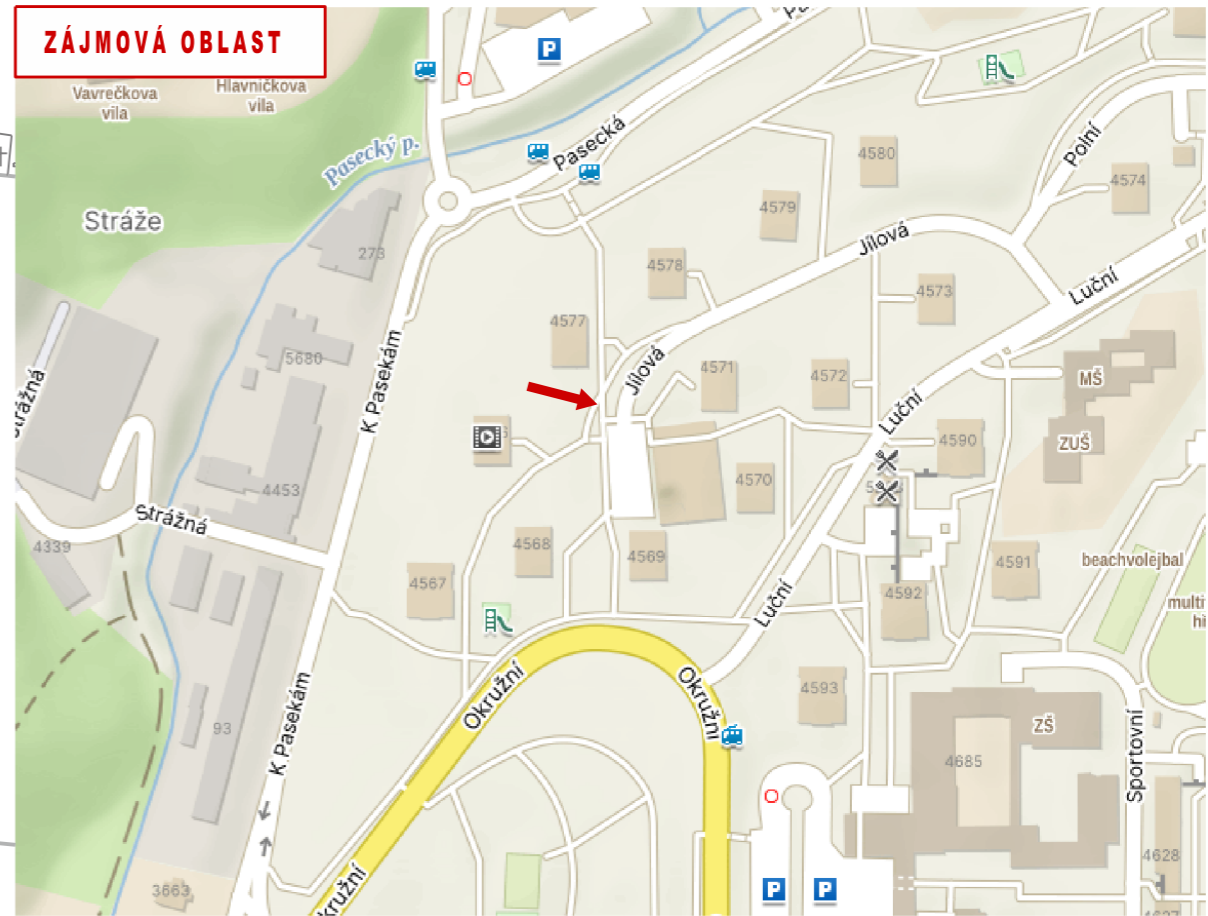 ZÁJMOVÁ OBLAST
Vavrečkova
vila
Hlavničkova
vila
P
Pasecký p.
Pasecká
Stráže
273
4580
Polní
4574
4579
Jílová
4578
4573
Luční
4577
5680
K Pasekám
Jílová
4571
4572
MŠ
Luční
ZUŠ
4590
4453
4570
Strážná
4339
4568
4569
4567
4591
beachvolejbal
4592
Luční
Okružní
Okružní
4593
93
K Pasekám
ZŠ
4685
Sportovní
4628
3663
P
P